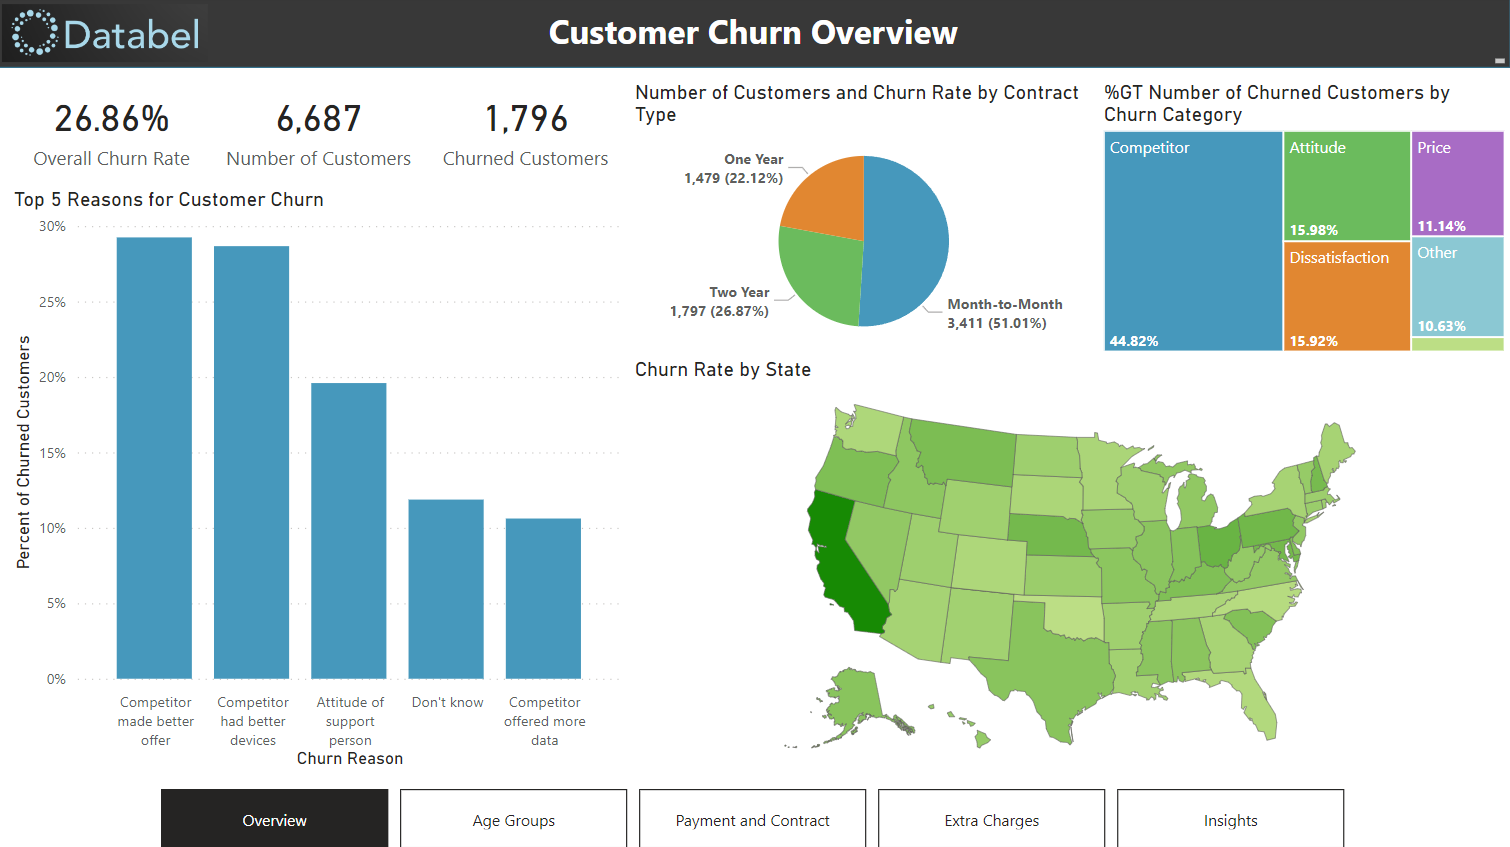 Databel
Customer Churn Overview
26.86%
Overall Churn Rate
6,687
Number of Customers
1,796
Churned Customers
Top 5 Reasons for Customer Churn
30%
25%
20%
15%
10%
5%
0%
Percent of Churned Customers
Competitor
made better
offer
Competitor
had better
devices
Attitude of
support
person
Don't know
Competitor
offered more
data
Churn Reason
Number of Customers and Churn Rate by Contract
Type
One Year
1,479 (22.12%)
Two Year
1,797 (26.87%)
Month-to-Month
3,411 (51.01%)
%GT Number of Churned Customers by
Churn Category
Competitor
44.82%
Attitude
15.98%
Dissatisfaction
15.92%
Price
11.14%
Other
10.63%
Churn Rate by State
Overview
Age Groups
Payment and Contract
Extra Charges
Insights